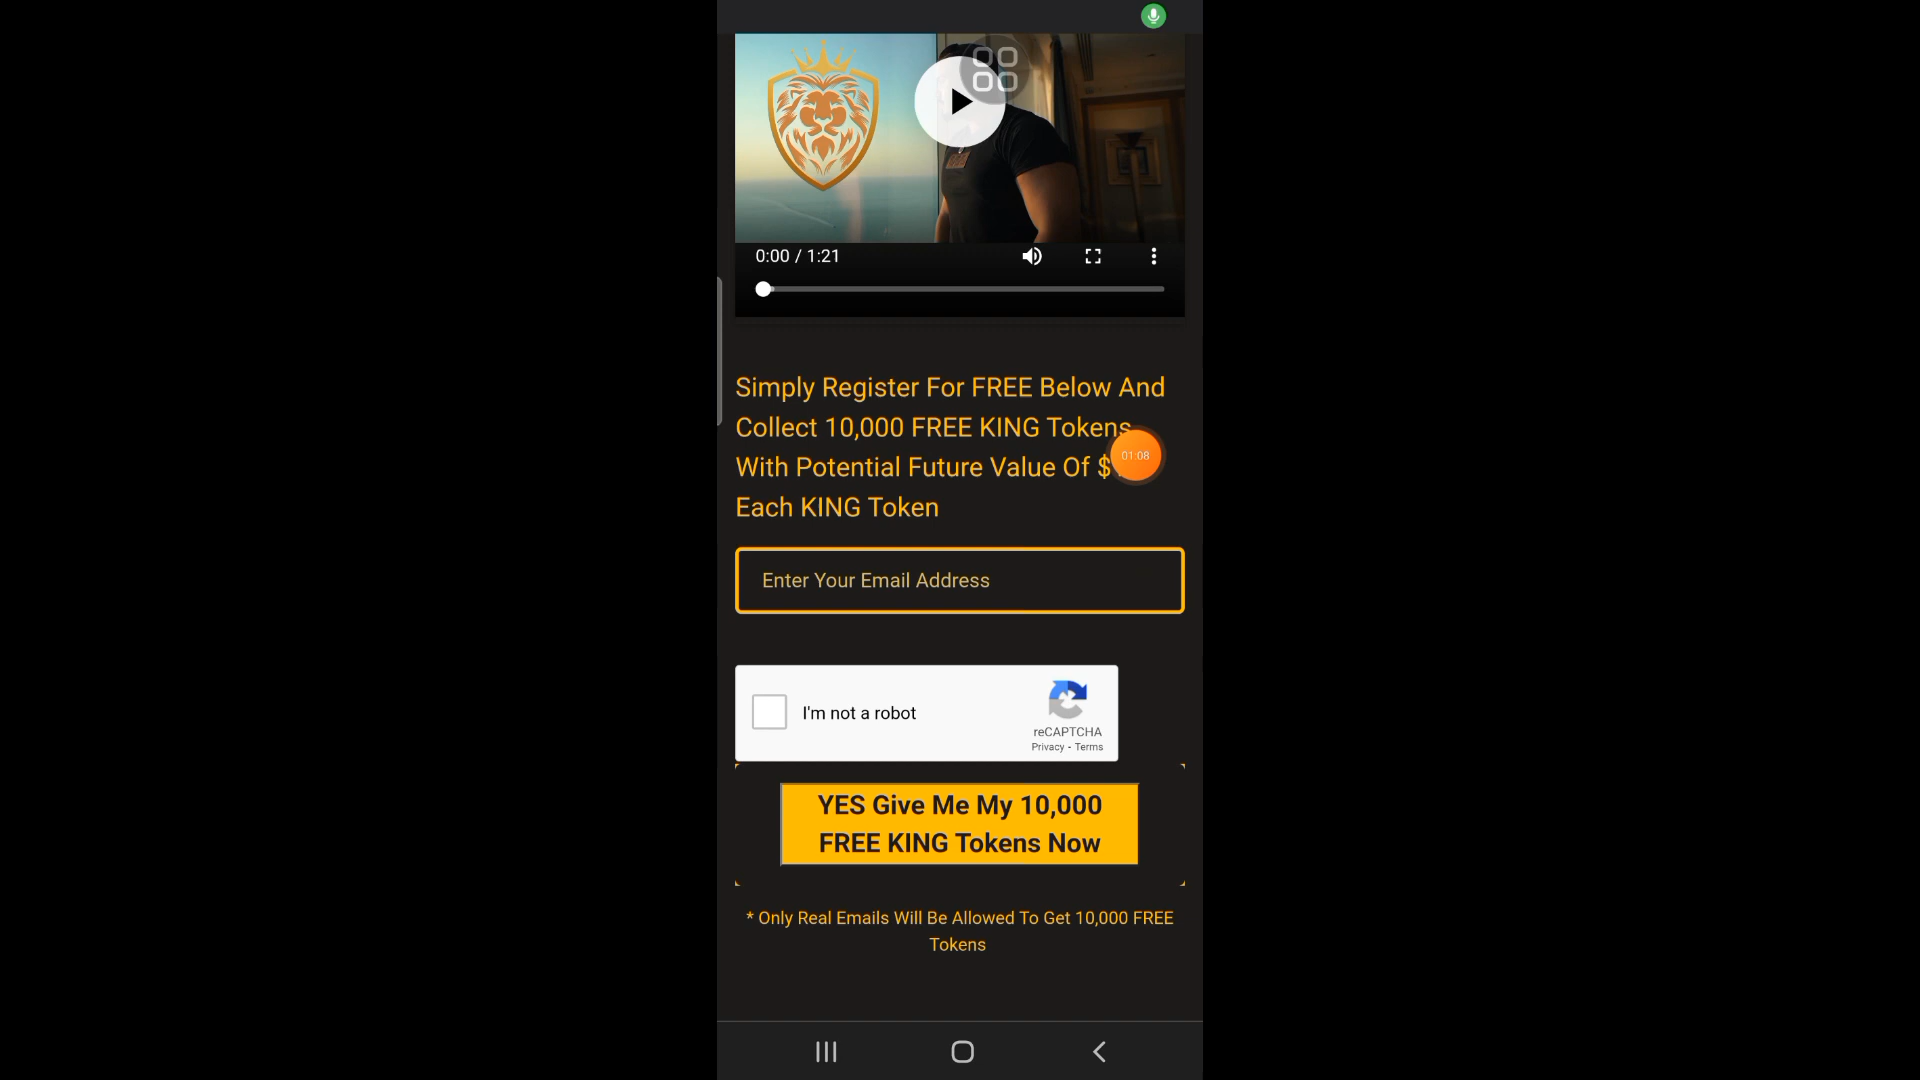 0:00 / 1:21
Simply Register For FREE Below And
Collect 10,000 FREE KING Tokens
With Potential Future Value Of $
01:08
Each KING Token
Enter Your Email Address
I'm not a robot
reCAPTCHA
Privacy - Terms
YES Give Me My 10,000
FREE KING Tokens Now
* Only Real Emails Will Be Allowed To Get 10,000 FREE
Tokens